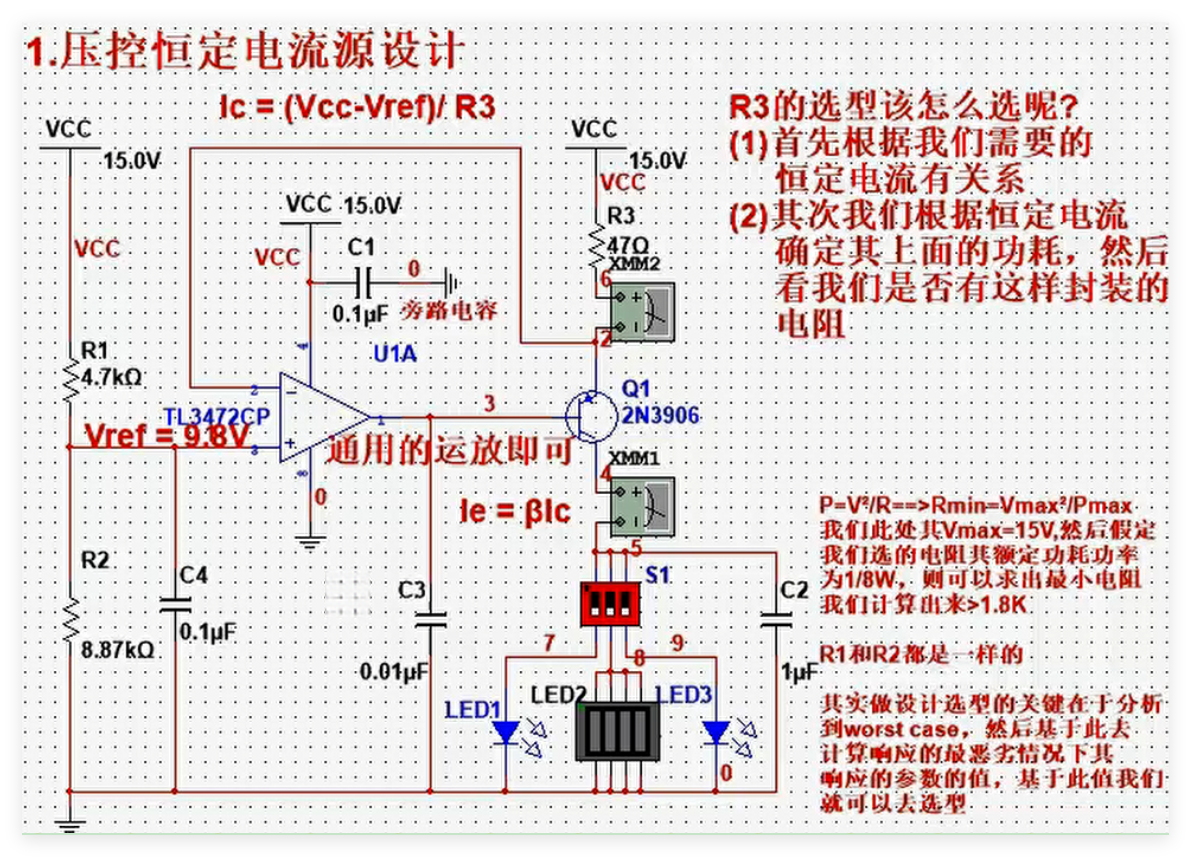 1.压控恒定电流源设计
Ic = (Vcc-Vref)/ R3
R3的选型该怎么选呢?
(1)首先根据我们需要的
恒定电流有关系
(2)其次我们根据恒定电流
确定其上面的功耗，然后
看我们是否有这样封装的
电阻
VCC
15.0V
VCC
VCC
15.0V
VCC
R3
47Ω
XMM2
6
2
VCC
15.0V
VCC
C1
0
0.1µF
旁路电容
4
U1A
R1
4.7kΩ
2
TL3472CP
1
3
Vref = 9.8V
3
8
0
通用的运放即可
Q1
2N3906
XMM1
4
Ie = βIc
5
S1
P=V²/R==>Rmin=Vmax²/Pmax
我们此处其Vmax=15V,然后假定
我们选的电阻其额定功耗功率
为1/8W，则可以求出最小电阻
我们计算出来>1.8K
R1和R2都是一样的
其实做设计选型的关键在于分析
到worst case，然后基于此去
计算响应的最恶劣情况下其
响应的参数的值，基于此值我们
就可以去选型
R2
8.87kΩ
C4
0.1µF
C3
0.01µF
C2
1µF
7
8
9
LED1
LED2
LED3
0